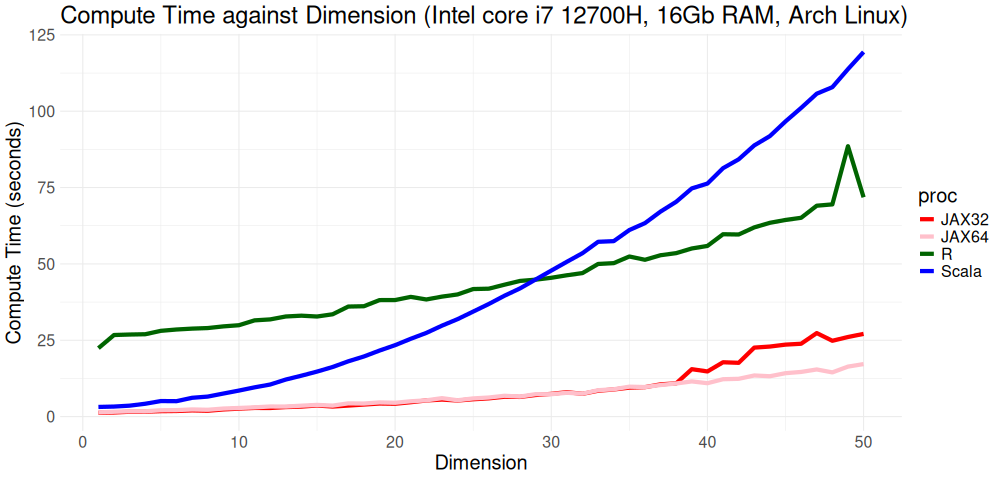 Compute Time against Dimension (Intel core i7 12700H, 16Gb RAM, Arch Linux)
125
100
75
50
25
0
Compute Time (seconds)
0 10 20 30 40 50
Dimension
proc
JAX32
JAX64
R
Scala